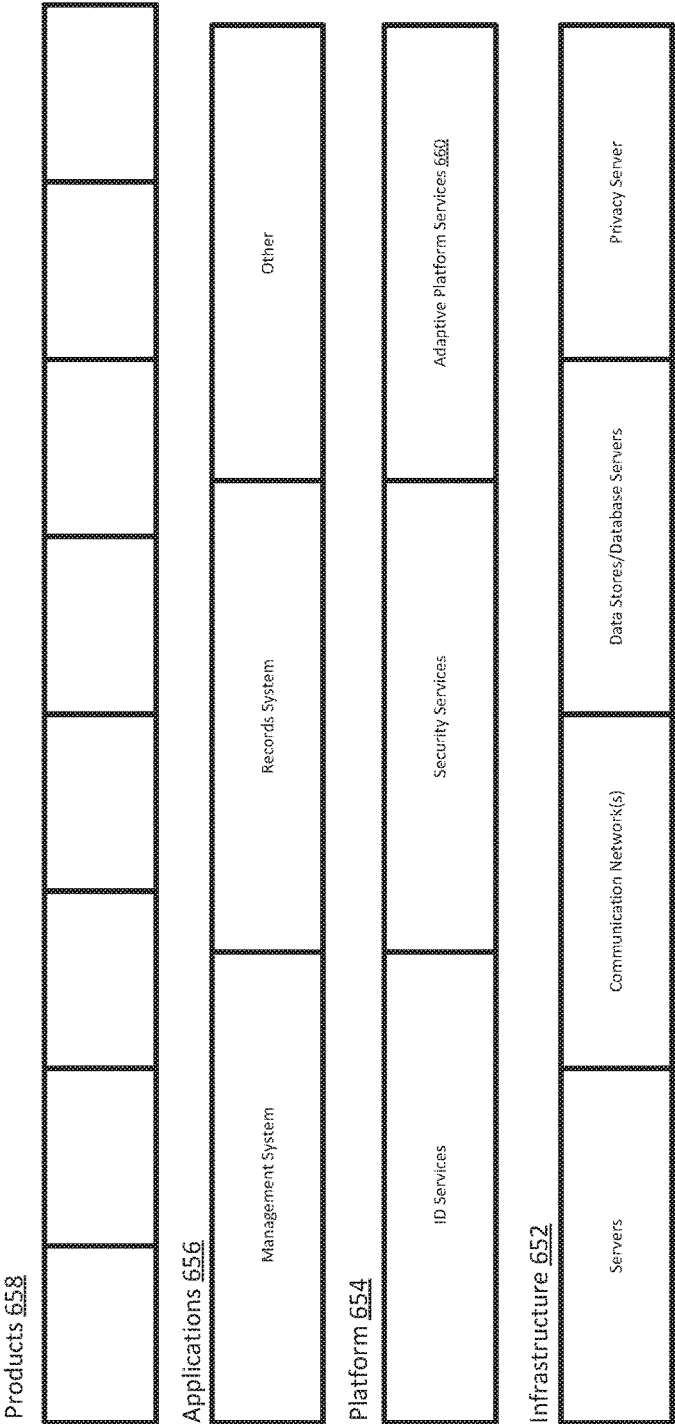 Products 658
Applications 656
Management System
Records System
Other
Platform 654
ID Services
Security Services
Adaptive Platform Services 660
Infrastructure 652
Servers
Communication Network(s)
Data Stores/Database Servers
Privacy Server